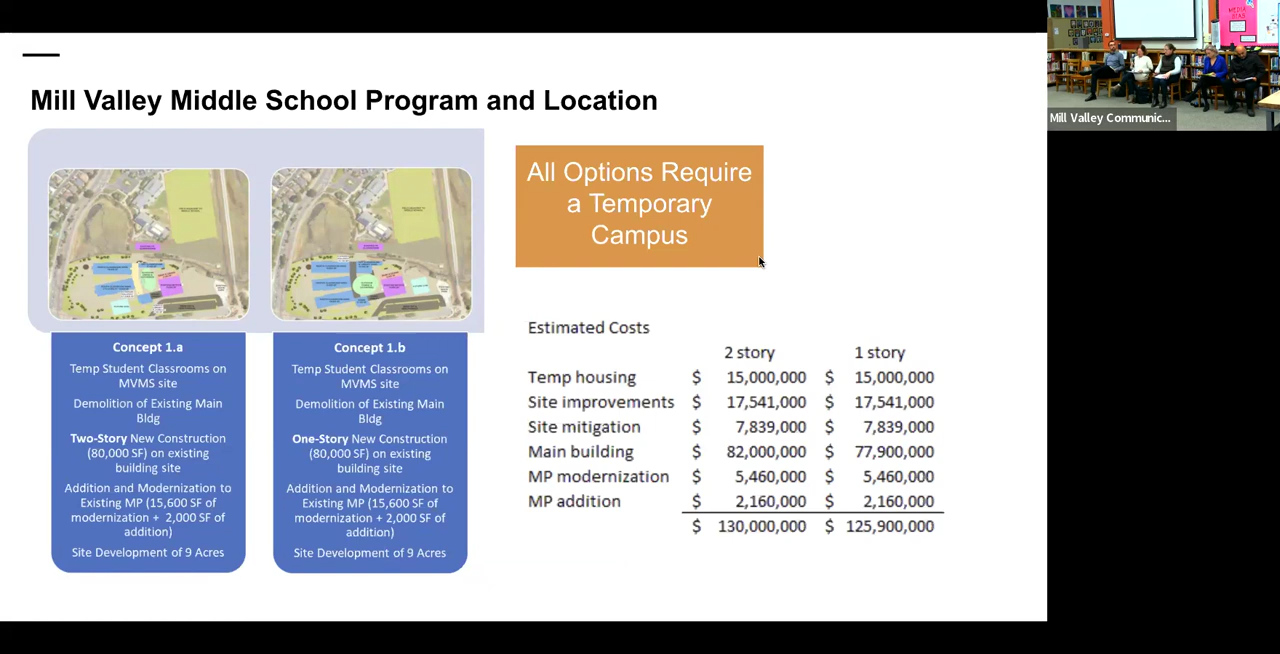 Mill Valley Middle School Program and Location
All Options Require
a Temporary
Campus
Concept 1.a
Temp Student Classrooms on
MVMS site
Demolition of Existing Main
Bldg
Two-Story New Construction
(80,000 SF) on existing
building site
Addition and Modernization to
Existing MP (15,600 SF of
modernization + 2,000 SF of
addition)
Site Development of 9 Acres
Concept 1.b
Temp Student Classrooms on
MVMS site
Demolition of Existing Main
Bldg
One-Story New Construction
(80,000 SF) on existing
building site
Addition and Modernization to
Existing MP (15,600 SF of
modernization + 2,000 SF of
addition)
Site Development of 9 Acres
Estimated Costs
2 story 1 story
Temp housing $ 15,000,000 $ 15,000,000
Site improvements $ 17,541,000 $ 17,541,000
Site mitigation $ 7,839,000 $ 7,839,000
Main building $ 82,000,000 $ 77,900,000
MP modernization $ 5,460,000 $ 5,460,000
MP addition $ 2,160,000 $ 2,160,000
$ 130,000,000 $ 125,900,000
MEDIA
Mill Valley Communic...